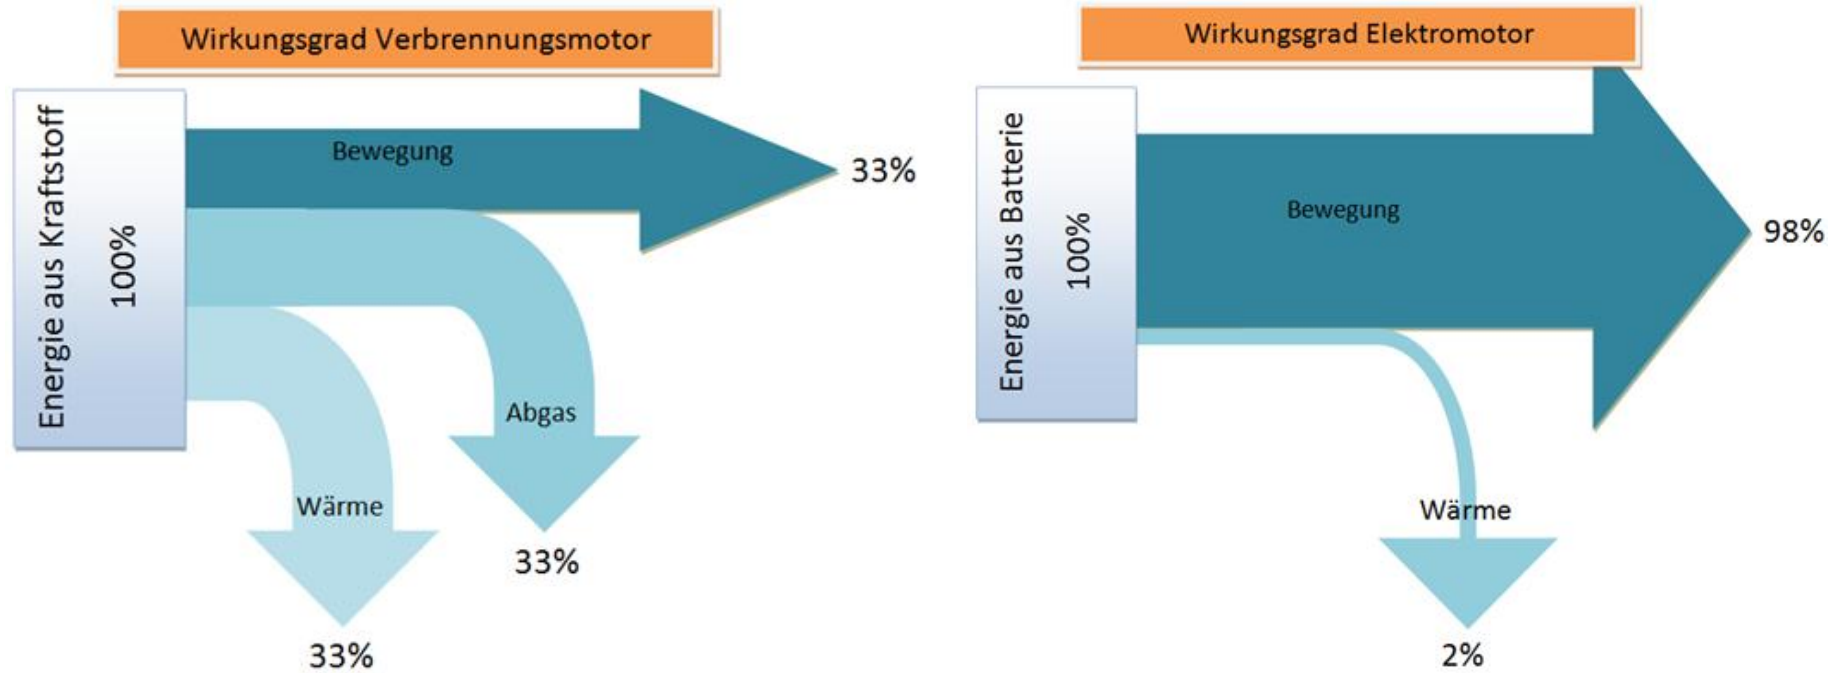 Wirkungsgrad Verbrennungsmotor
Energie aus Kraftstoff
100%
Bewegung
33%
Abgas
33%
Wärme
33%
Wirkungsgrad Elektromotor
Energie aus Batterie
100%
Bewegung
98%
Wärme
2%